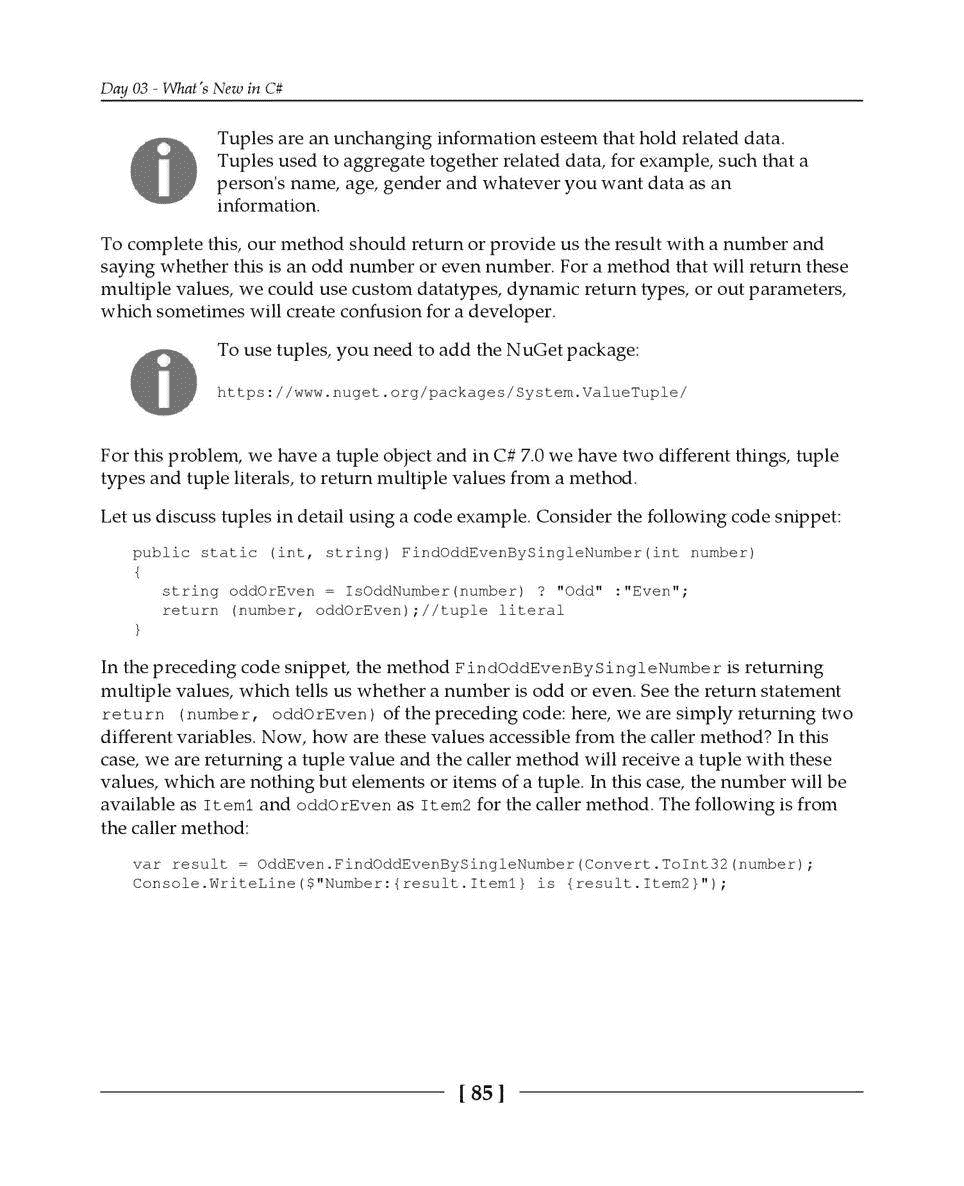 Day 03 - What´s New in C#
Tuples are an unchanging information esteem that hold related data.
Tuples used to aggregate together related data, for example, such that a
person's name, age, gender and whatever you want data as an
information.
To complete this, our method should return or provide us the result with a number and
saying whether this is an odd number or even number. For a method that will return these
multiple values, we could use custom datatypes, dynamic return types, or out parameters,
which sometimes will create confusion for a developer.
To use tuples, you need to add the NuGet package:
https://www.nuget.org/packages/System.ValueTuple/
For this problem, we have a tuple object and in C# 7.0 we have two different things, tuple
types and tuple literals, to return multiple values from a method.
Let us discuss tuples in detail using a code example. Consider the following code snippet:
public static (int, string) FindOddEvenBySingleNumber(int number)
{
string oddOrEven = IsOddNumber(number) ? "Odd" :"Even";
return (number, oddOrEven);//tuple literal
}
In the preceding code snippet, the method FindOddEvenBySingleNumber is returning
multiple values, which tells us whether a number is odd or even. See the return statement
return (number, oddOrEven) of the preceding code: here, we are simply returning two
different variables. Now, how are these values accessible from the caller method? In this
case, we are returning a tuple value and the caller method will receive a tuple with these
values, which are nothing but elements or items of a tuple. In this case, the number will be
available as Item1 and oddOrEven as Item2 for the caller method. The following is from
the caller method:
var result = OddEven.FindOddEvenBySingleNumber(Convert.ToInt32(number);
Console.WriteLine($"Number:{result.Item1} is {result.Item2}");
[ 85 ]